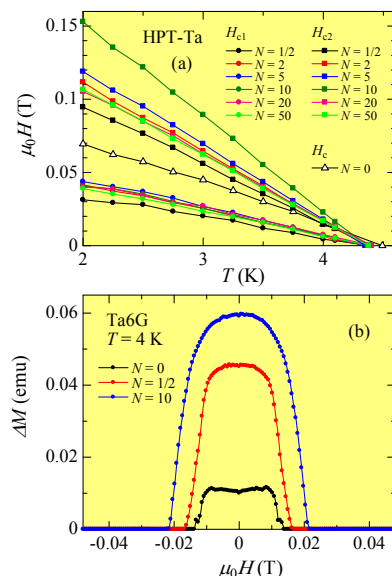 HPT-Ta
(a)
H_c1
N = 1/2
N = 2
N = 5
N = 10
N = 20
N = 50
H_c2
N = 1/2
N = 2
N = 5
N = 10
N = 20
N = 50
H_c
N = 0
μ₀H (T)
0.15
0.1
0.05
0
2
3
4
T (K)
Ta6G
T = 4 K
(b)
N = 0
N = 1/2
N = 10
ΔM (emu)
0.06
0.04
0.02
0
-0.04
-0.02
0
0.02
0.04
μ₀H (T)